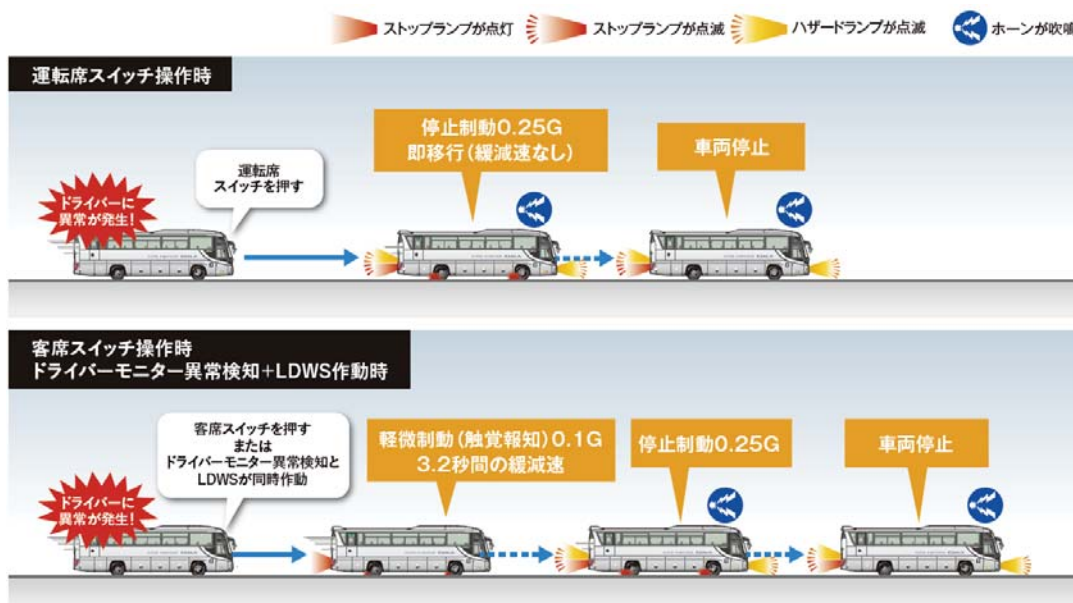 ストップランプが点灯
ストップランプが点滅
ハザードランプが点滅
ホーンが吹鳴
運転席スイッチ操作時
ドライバーに
異常が発生!
運転席
スイッチを押す
停止制動0.25G
即移行(緩減速なし)
車両停止
客席スイッチ操作時
ドライバーモニター異常検知+LDWS作動時
ドライバーに
異常が発生!
客席スイッチを押す
または
ドライバーモニター異常検知と
LDWSが同時作動
軽微制動(触覚報知)0.1G
3.2秒間の緩減速
停止制動0.25G
車両停止